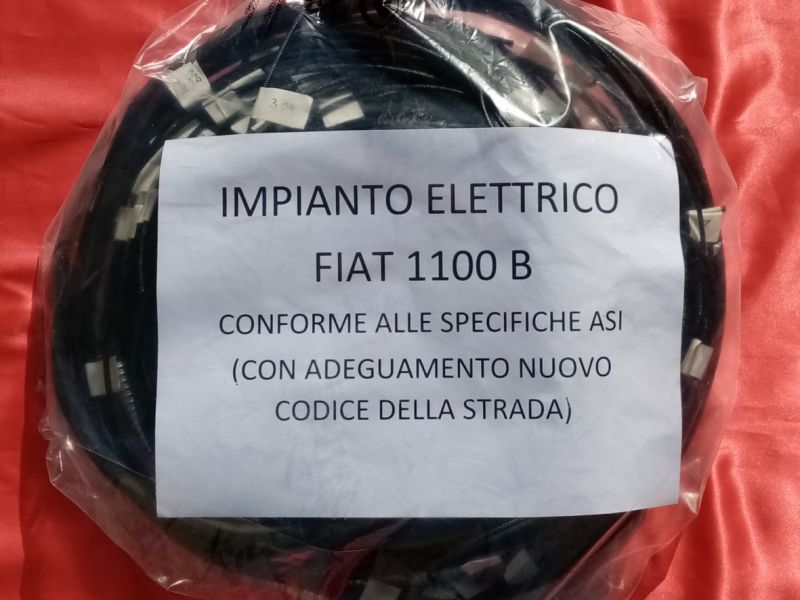 IMPIANTO ELETTRICO
FIAT 1100 B
CONFORME ALLE SPECIFICHE ASI
(CON ADEGUAMENTO NUOVO
CODICE DELLA STRADA)